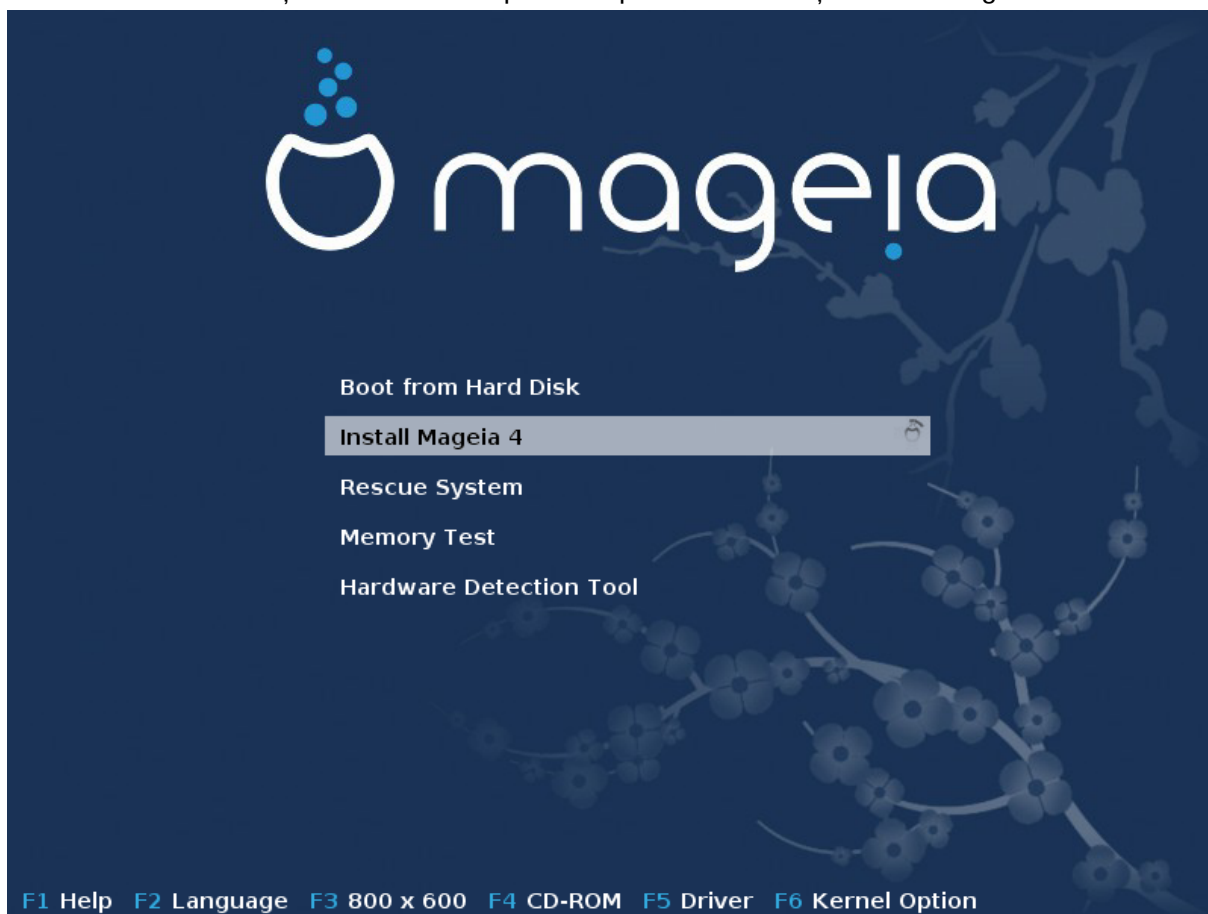 mageia
Boot from Hard Disk
Install Mageia 4
Rescue System
Memory Test
Hardware Detection Tool
F1 Help F2 Language F3 800 x 600 F4 CD-ROM F5 Driver F6 Kernel Option